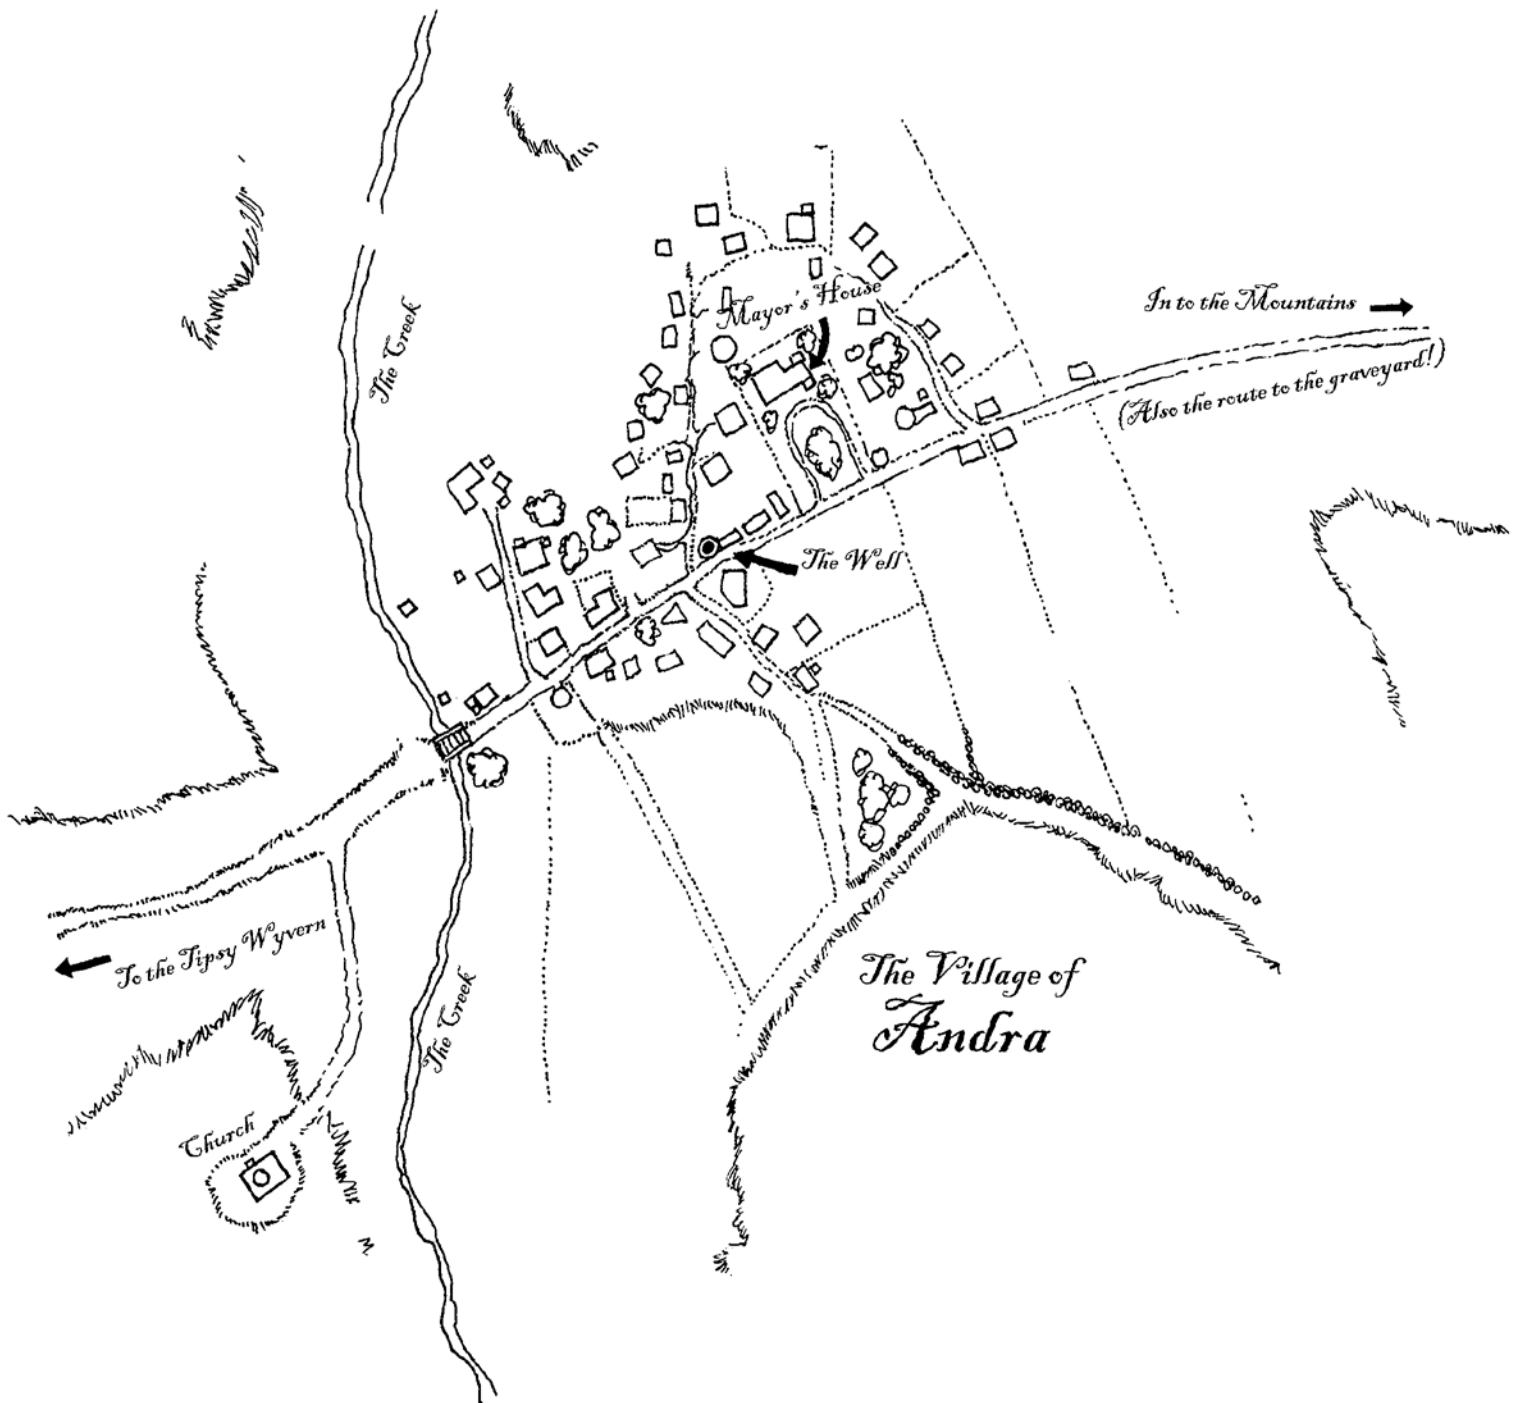 Mayor's House
In to the Mountains
The Creek
(Also the route to the graveyard!)
The Well
To the Tipsy Wyvern
The Village of
Andra
The Creek
Church